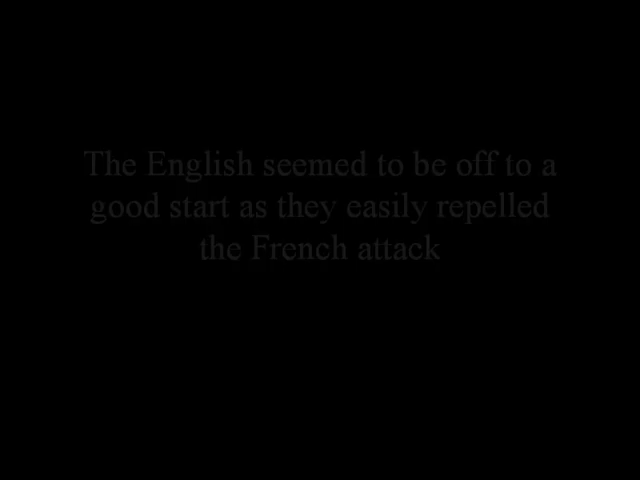 The English seemed to be off to a
good start as they easily repelled
the French attack